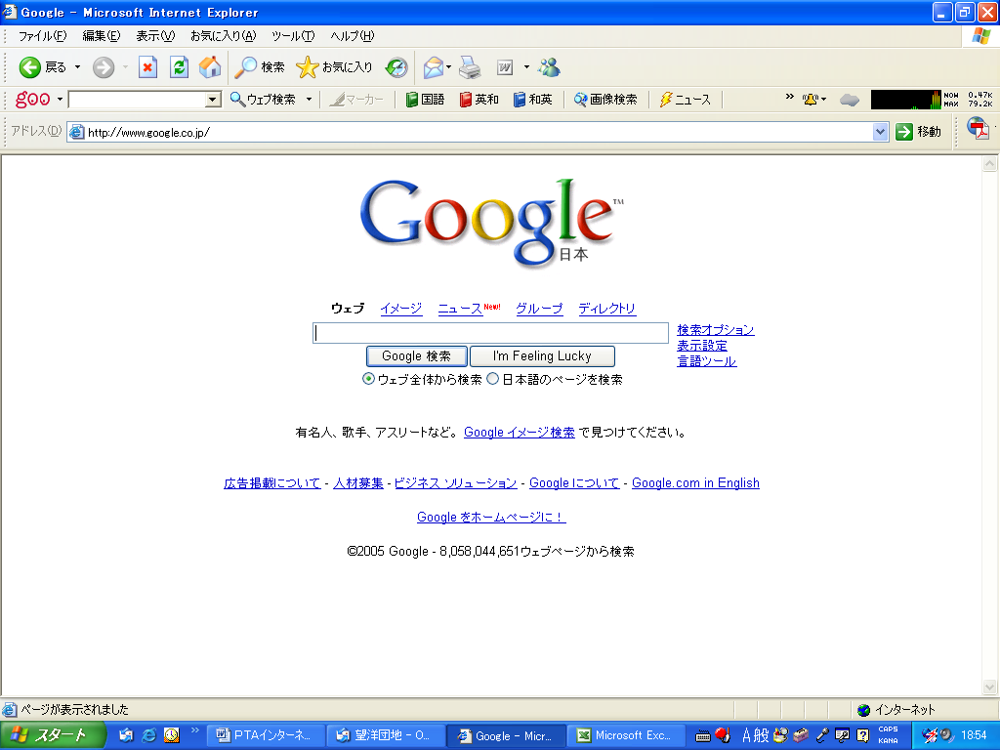 Google - Microsoft Internet Explorer
ファイル(F) 編集(E) 表示(V) お気に入り(A) ツール(T) ヘルプ(H)
戻る 検索 お気に入り
goo ウェブ検索 マーカー 国語 英和 和英 画像検索 ニュース » NOW 0.47K
MAX 79.2K
アドレス(D) http://www.google.co.jp/ 移動
Google™
日本
ウェブ イメージ ニュース New! グループ ディレクトリ
検索オプション
表示設定
言語ツール
Google 検索 I'm Feeling Lucky
ウェブ全体から検索 日本語のページを検索
有名人、歌手、アスリートなど。 Google イメージ検索 で見つけてください。
広告掲載について - 人材募集 - ビジネス ソリューション - Google について - Google.com in English
Google をホームページに！
©2005 Google - 8,058,044,651ウェブページから検索
ページが表示されました インターネット
スタート » PTAインターネ... 望洋団地 - O... Google - Micr... Microsoft Exc... A 般 CAPS
KANA 18:54